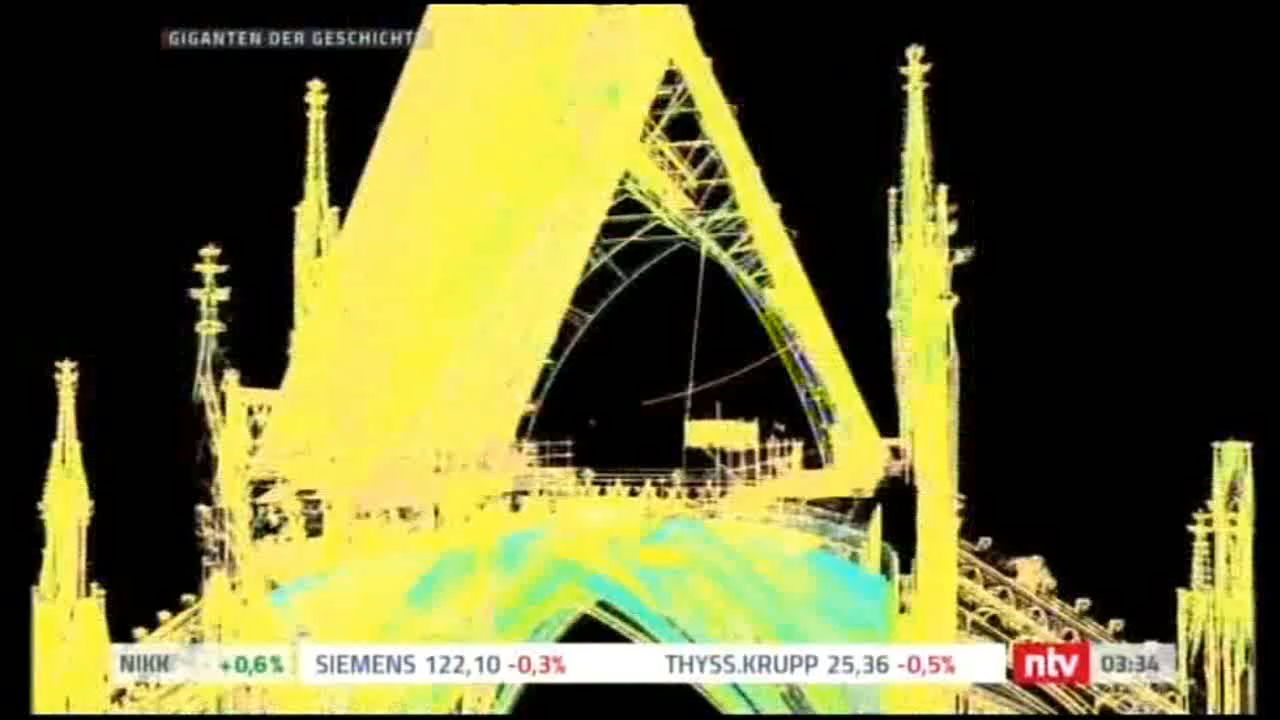 GIGANTEN DER GESCHICHT
NIKK +0,6% SIEMENS 122,10 -0,3% THYSS.KRUPP 25,36 -0,5% ntv 03:34